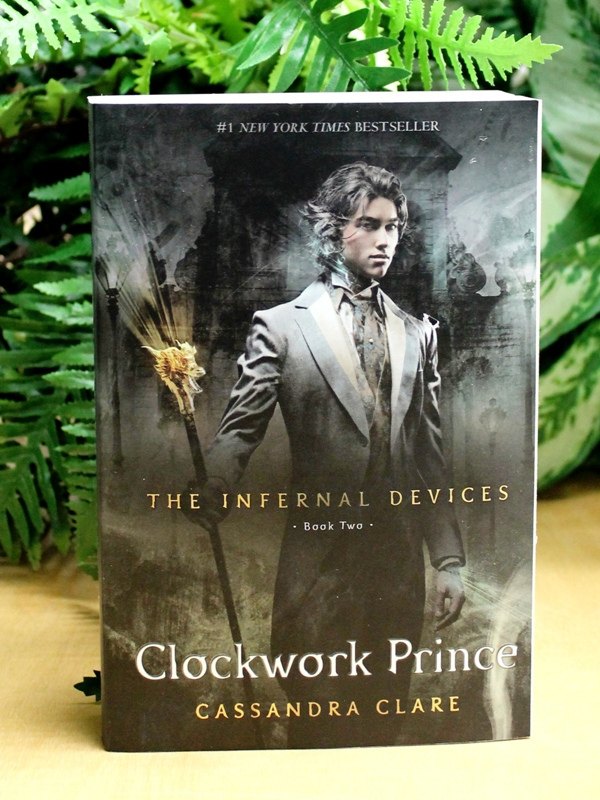 #1 NEW YORK TIMES BESTSELLER
THE INFERNAL DEVICES
· Book Two ·
Clockwork Prince
CASSANDRA CLARE